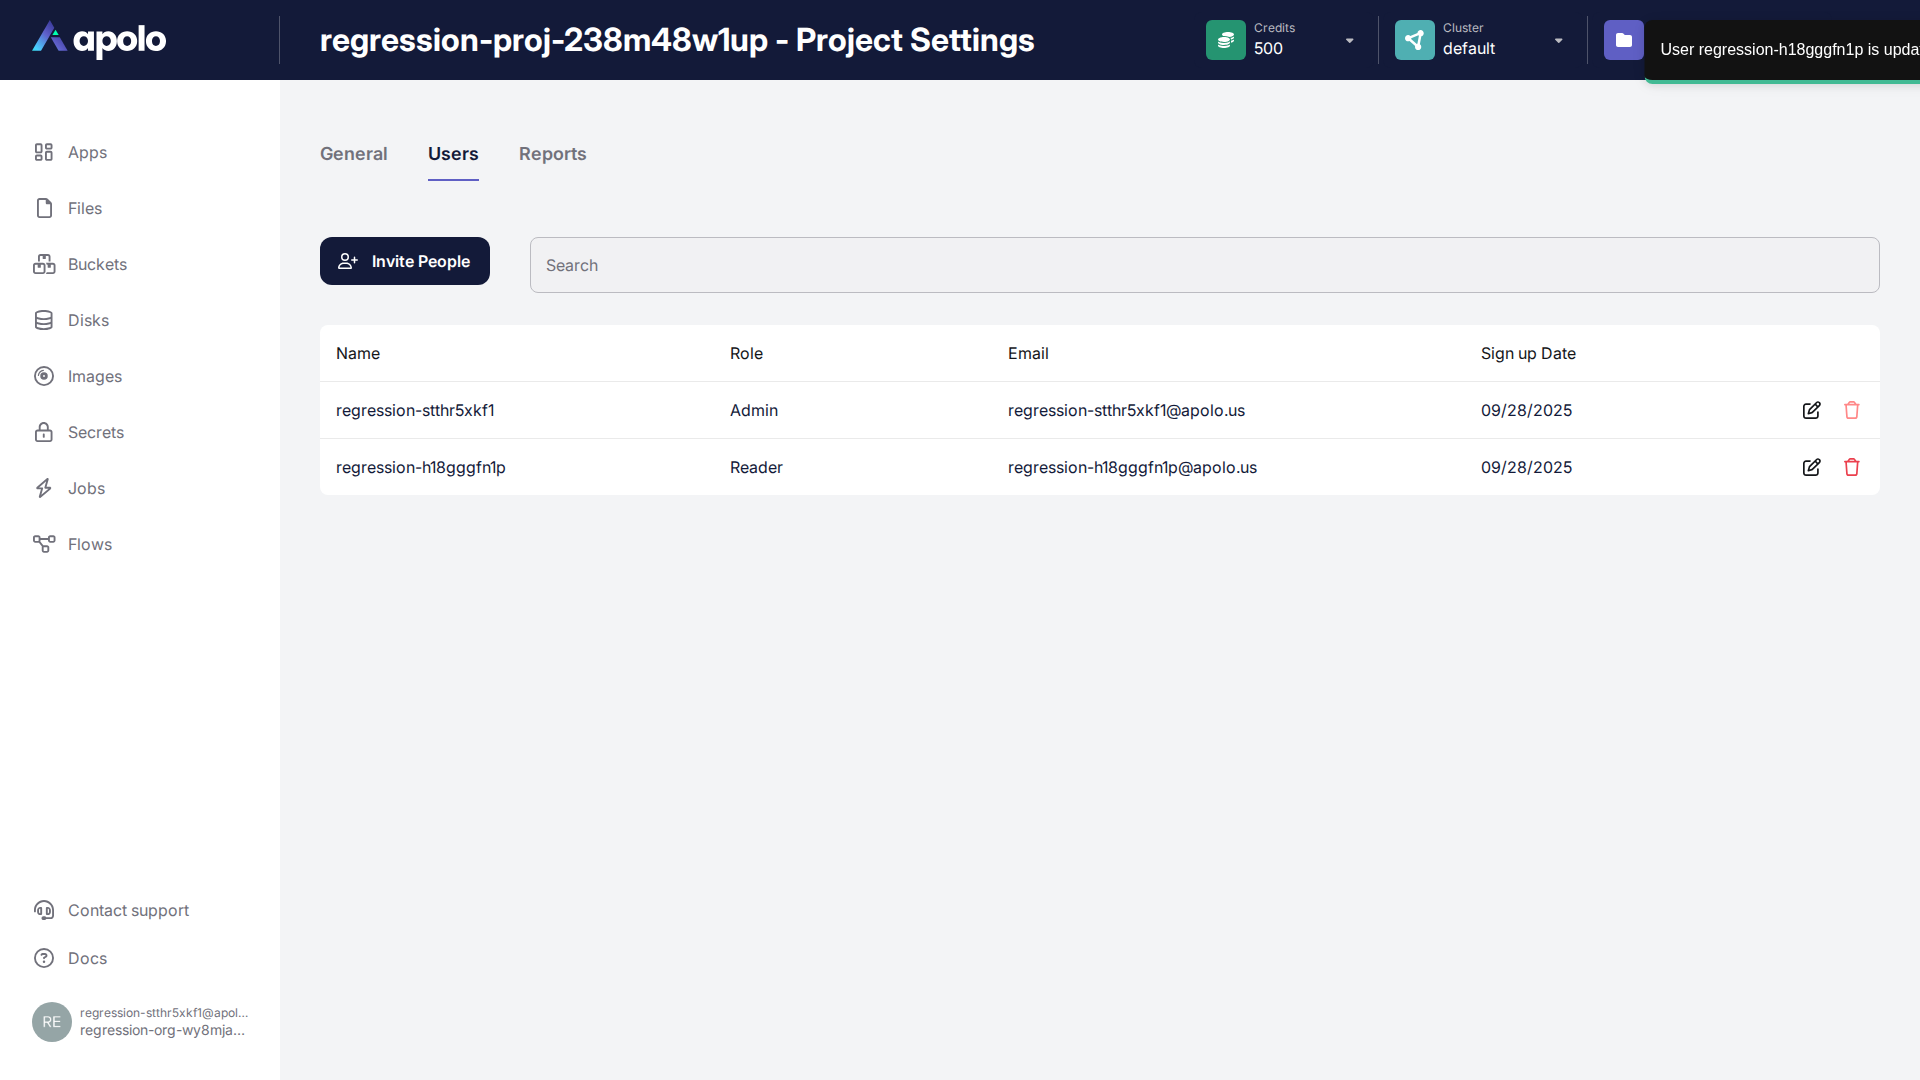 apolo
regression-proj-238m48w1up - Project Settings
Credits
500
Cluster
default
User regression-h18gggfn1p is
General
Users
Reports
Apps
Files
Buckets
Disks
Images
Secrets
Jobs
Flows
Invite People
Search
Name Role Email Sign up Date
regression-stthr5xkf1 Admin regression-stthr5xkf1@apolo.us 09/28/2025
regression-h18gggfn1p Reader regression-h18gggfn1p@apolo.us 09/28/2025
Contact support
Docs
RE
regression-stthr5xkf1@apol...
regression-org-wy8mja...